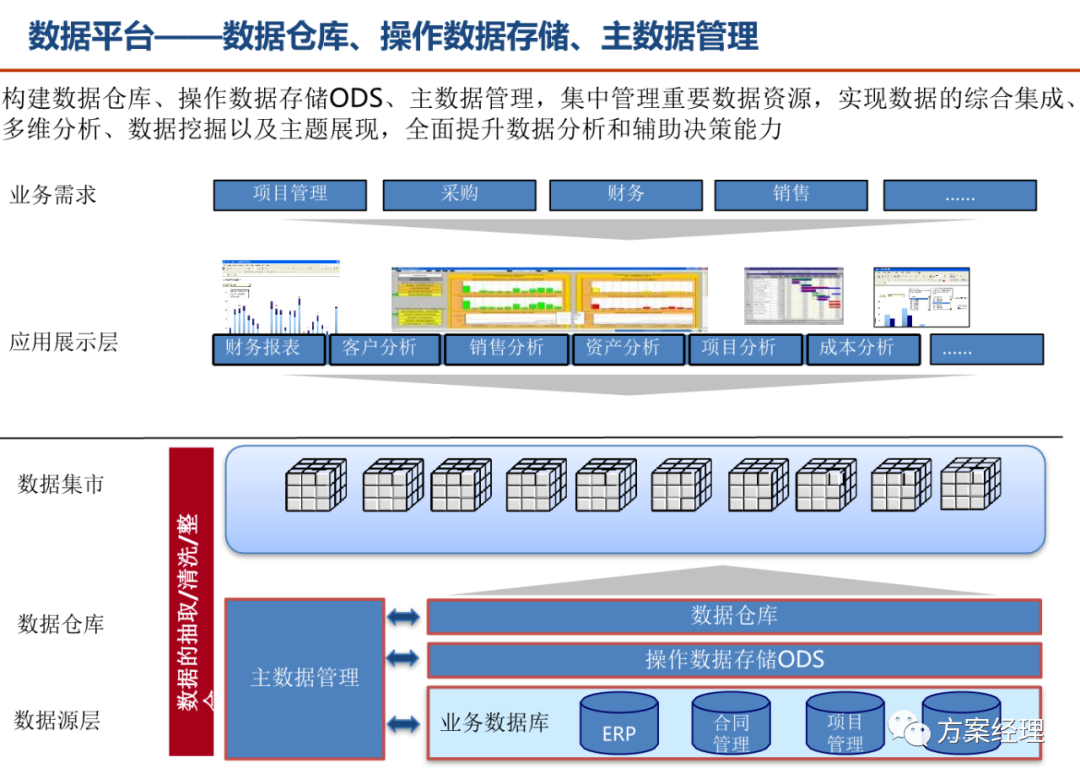 数据平台——数据仓库、操作数据存储、主数据管理
构建数据仓库、操作数据存储ODS、主数据管理，集中管理重要数据资源，实现数据的综合集成、
多维分析、数据挖掘以及主题展现，全面提升数据分析和辅助决策能力
业务需求
项目管理
采购
财务
销售
......
应用展示层
财务报表
客户分析
销售分析
资产分析
项目分析
成本分析
......
数据集市
数据的抽取/清洗/整
合
数据仓库
数据仓库
主数据管理
操作数据存储ODS
数据源层
业务数据库
ERP
合同
管理
项目
管理
方案经理